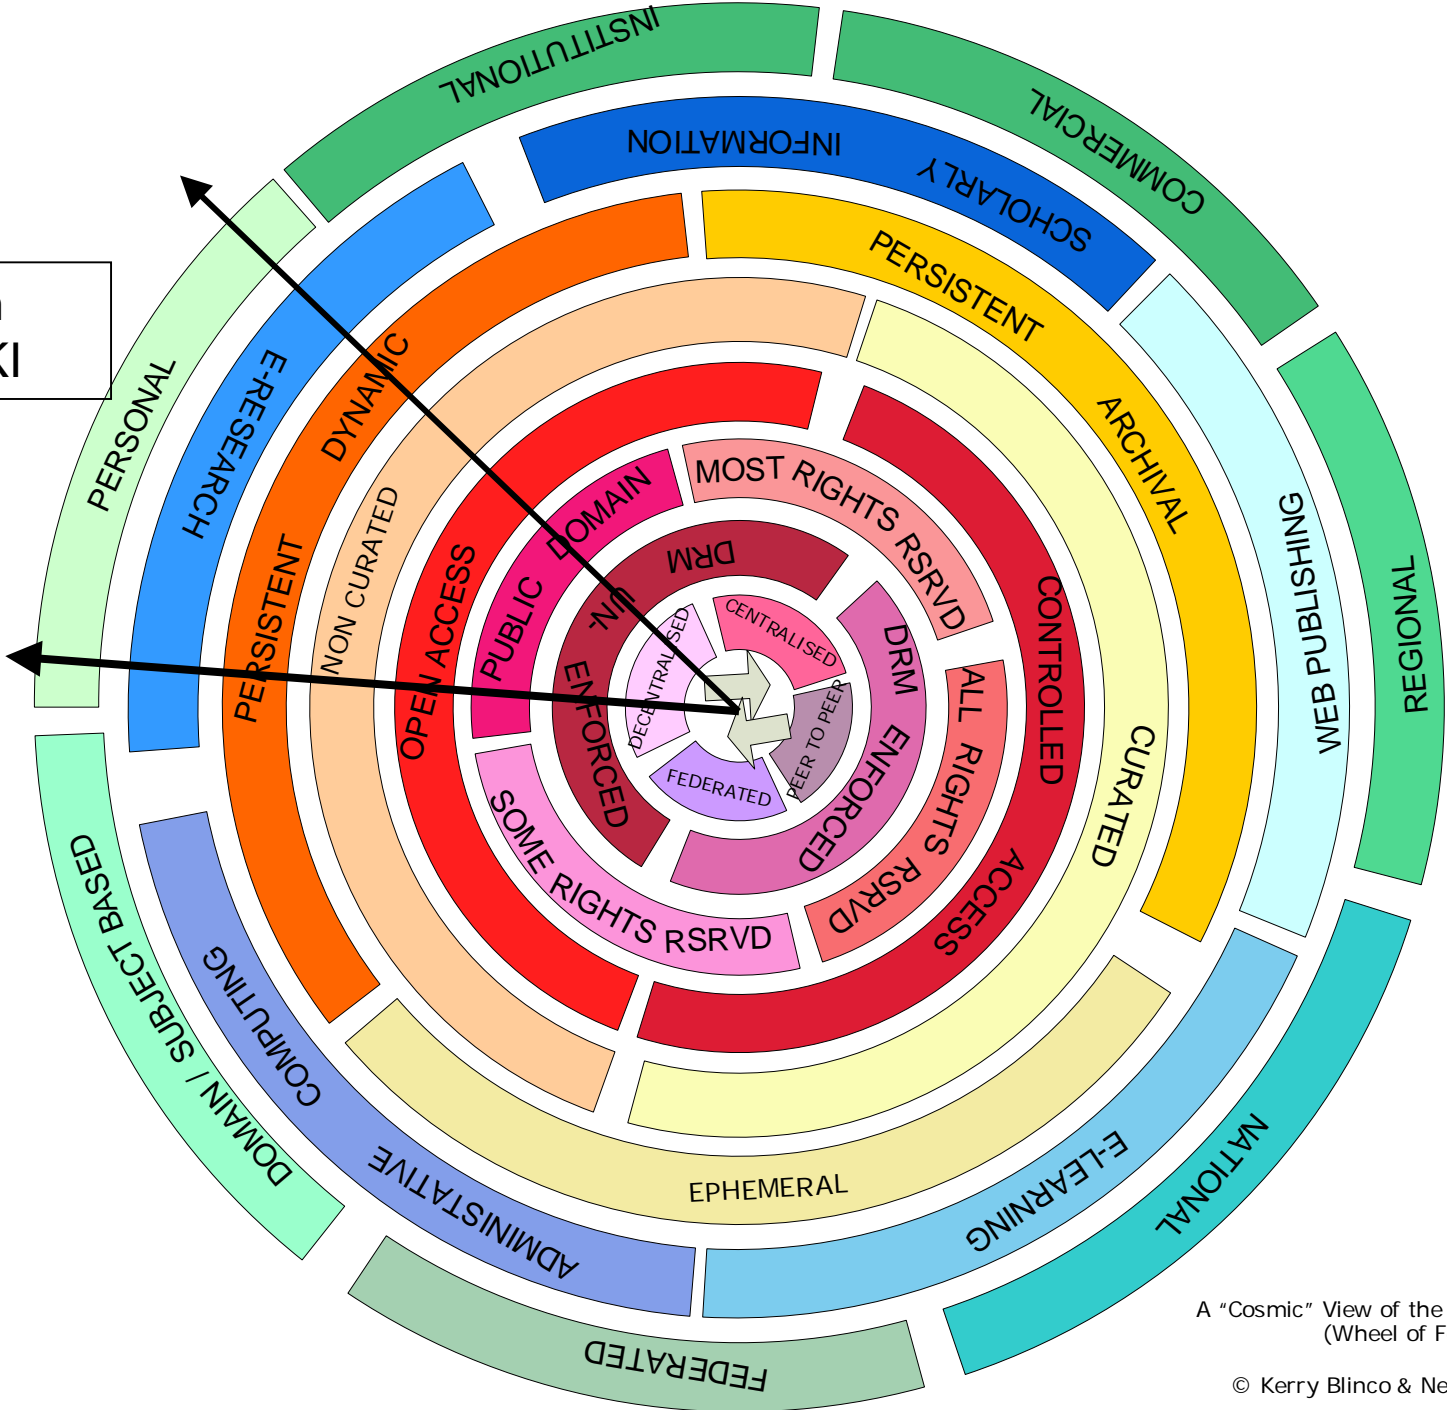 INSTITUTIONAL
COMMERCIAL
REGIONAL
NATIONAL
FEDERATED
DOMAIN / SUBJECT BASED
PERSONAL
KI
SCHOLARLY
INFORMATION
WEB PUBLISHING
E-LEARNING
ADMINISTATIVE
COMPUTING
E-RESEARCH
PERSISTENT
ARCHIVAL
EPHEMERAL
PERSISTENT
DYNAMIC
CURATED
NON CURATED
CONTROLLED
ACCESS
OPEN ACCESS
PUBLIC DOMAIN
MOST RIGHTS RSRVD
ALL RIGHTS RSRVD
SOME RIGHTS RSRVD
DRM
UN-
ENFORCED
DRM
ENFORCED
CENTRALISED
PEER TO PEER
FEDERATED
DECENTRALISED
A “Cosmic” View of the
(Wheel of F
© Kerry Blinco & Ne